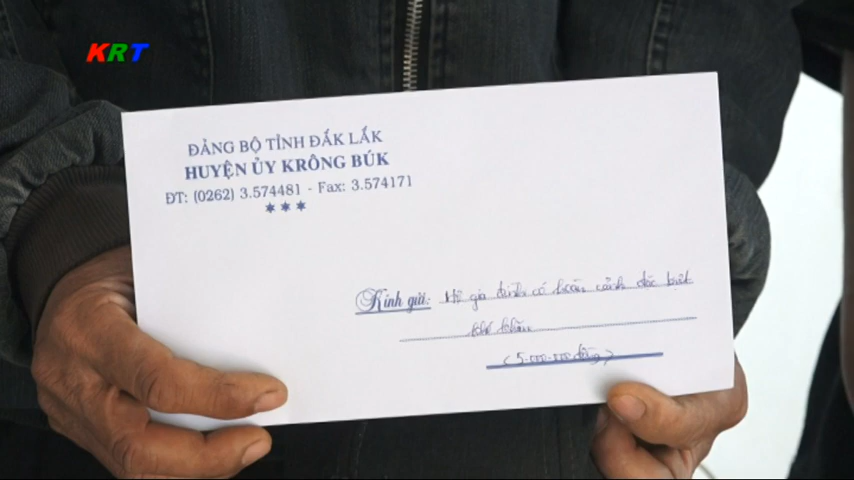 KRT
ĐẢNG BỘ TỈNH ĐẮK LẮK
HUYỆN ỦY KRÔNG BÚK
ĐT: (0262) 3.574481 - Fax: 3.574171
***
Kính gửi: Hộ gia đình có hoàn cảnh đặc biệt
khó khăn
(5.000.000 đồng)